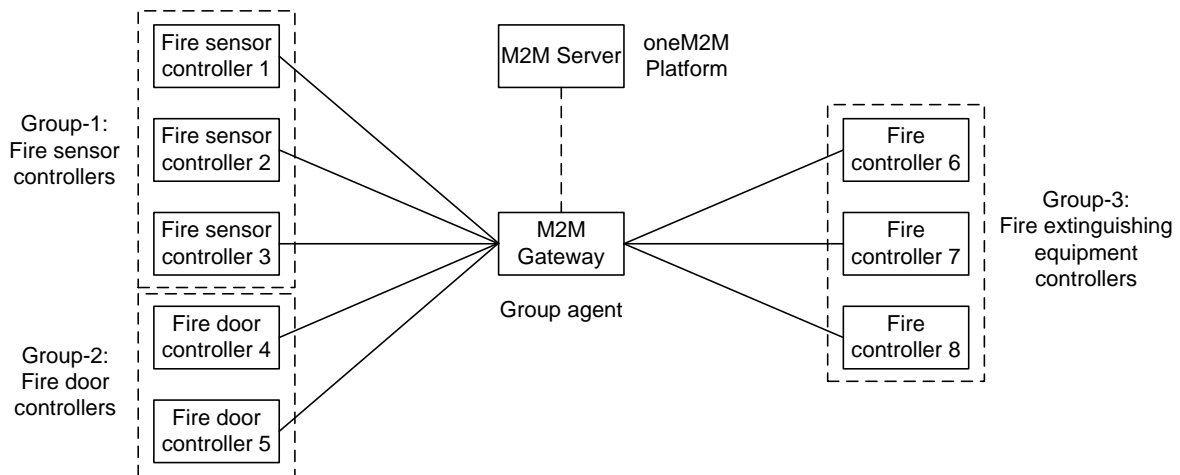 Group-1:
Fire sensor
controllers
Fire sensor
controller 1
Fire sensor
controller 2
Fire sensor
controller 3
Group-2:
Fire door
controllers
Fire door
controller 4
Fire door
controller 5
M2M Server
oneM2M
Platform
M2M
Gateway
Group agent
Fire
controller 6
Fire
controller 7
Fire
controller 8
Group-3:
Fire extinguishing
equipment
controllers